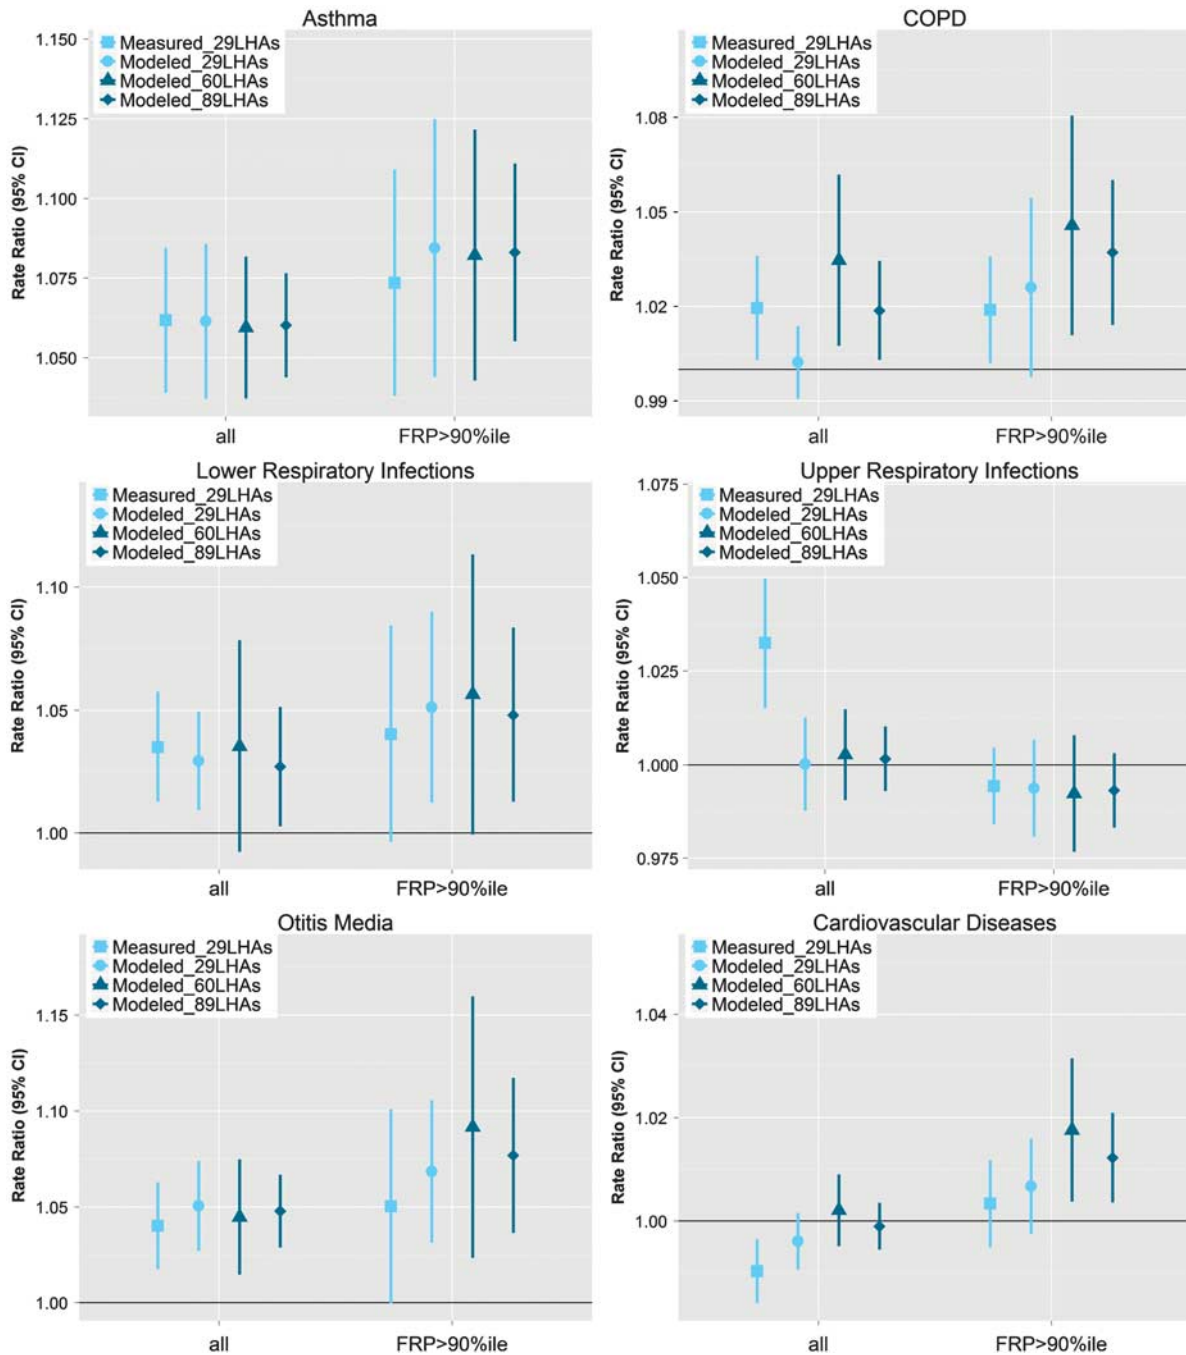 Asthma
Measured_29LHAs
Modeled_29LHAs
Modeled_60LHAs
Modeled_89LHAs
Rate Ratio (95% CI)
1.150
1.125
1.100
1.075
1.050
all
FRP>90%ile
COPD
Measured_29LHAs
Modeled_29LHAs
Modeled_60LHAs
Modeled_89LHAs
Rate Ratio (95% CI)
1.08
1.05
1.02
0.99
all
FRP>90%ile
Lower Respiratory Infections
Measured_29LHAs
Modeled_29LHAs
Modeled_60LHAs
Modeled_89LHAs
Rate Ratio (95% CI)
1.10
1.05
1.00
all
FRP>90%ile
Upper Respiratory Infections
Measured_29LHAs
Modeled_29LHAs
Modeled_60LHAs
Modeled_89LHAs
Rate Ratio (95% CI)
1.075
1.050
1.025
1.000
0.975
all
FRP>90%ile
Otitis Media
Measured_29LHAs
Modeled_29LHAs
Modeled_60LHAs
Modeled_89LHAs
Rate Ratio (95% CI)
1.15
1.10
1.05
1.00
all
FRP>90%ile
Cardiovascular Diseases
Measured_29LHAs
Modeled_29LHAs
Modeled_60LHAs
Modeled_89LHAs
Rate Ratio (95% CI)
1.04
1.02
1.00
all
FRP>90%ile